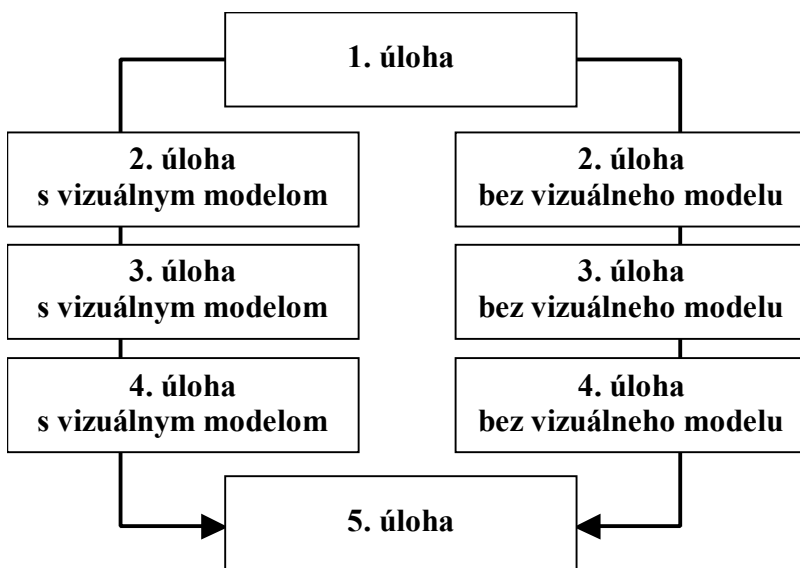 1. úloha
2. úloha
s vizuálnym modelom
2. úloha
bez vizuálneho modelu
3. úloha
s vizuálnym modelom
3. úloha
bez vizuálneho modelu
4. úloha
s vizuálnym modelom
4. úloha
bez vizuálneho modelu
5. úloha